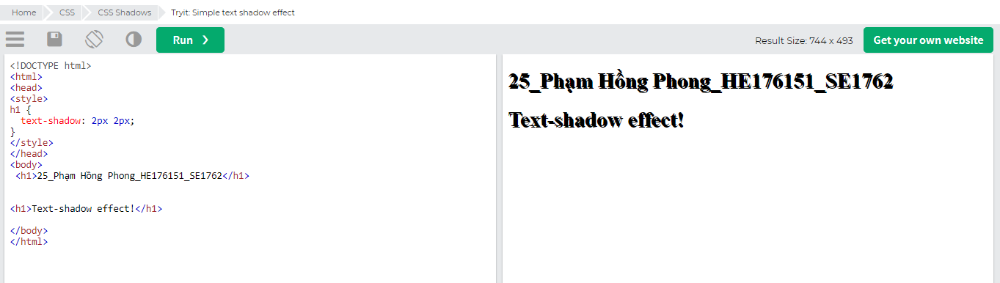 Home CSS CSS Shadows Tryit: Simple text shadow effect
Run ❯ Result Size: 744 x 493 Get your own website
<!DOCTYPE html>
<html>
<head>
<style>
h1 {
  text-shadow: 2px 2px;
}
</style>
</head>
<body>
 <h1>25_Phạm Hồng Phong_HE176151_SE1762</h1>
<h1>Text-shadow effect!</h1>
</body>
</html>
25_Phạm Hồng Phong_HE176151_SE1762
Text-shadow effect!